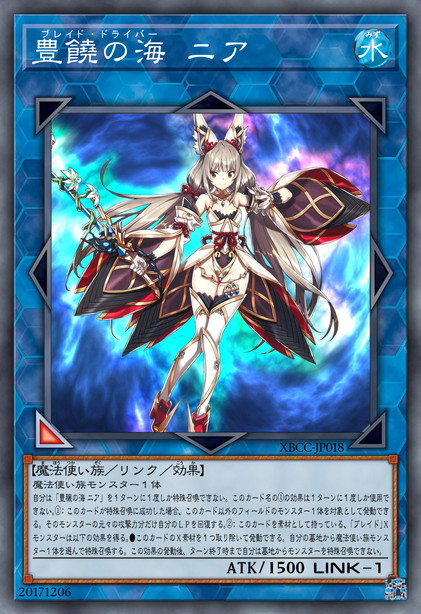 ブレイド・ドライバー
豊饒の海 ニア
みず
水
XBCC-JP018
【魔法使い族／リンク／効果】
魔法使い族モンスター１体
自分は「豊饒の海 ニア」を１ターンに１度しか特殊召喚できない。このカード名の①の効果は１ターンに１度しか使用
できない。①：このカードが特殊召喚に成功した場合、このカード以外のフィールドのモンスター１体を対象として発動でき
る。そのモンスターの元々の攻撃力分だけ自分のＬＰを回復する。②：このカードを素材として持っている、「ブレイド」Ｘ
モンスターは以下の効果を得る。●このカードのＸ素材を１つ取り除いて発動できる。自分の墓地から魔法使い族モン
スター１体を選んで特殊召喚する。この効果の発動後、ターン終了時まで自分は墓地からモンスターを特殊召喚できない。
ATK/1500 LINK-1
20171206